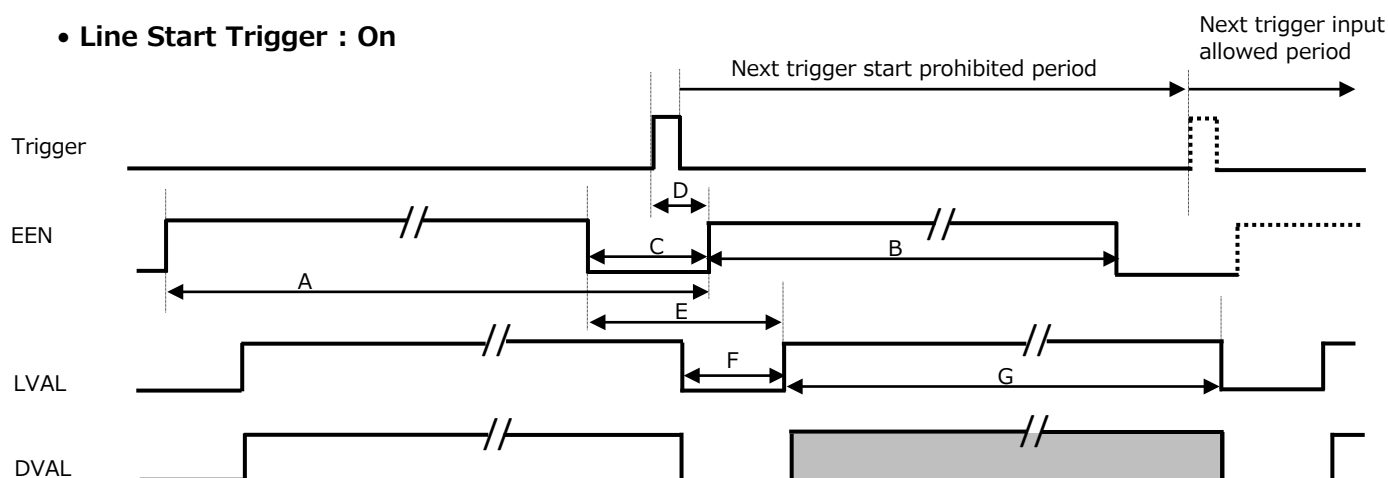 • Line Start Trigger : On
Next trigger input
allowed period
Next trigger start prohibited period
Trigger
D
EEN
C
B
A
E
F
LVAL
G
DVAL